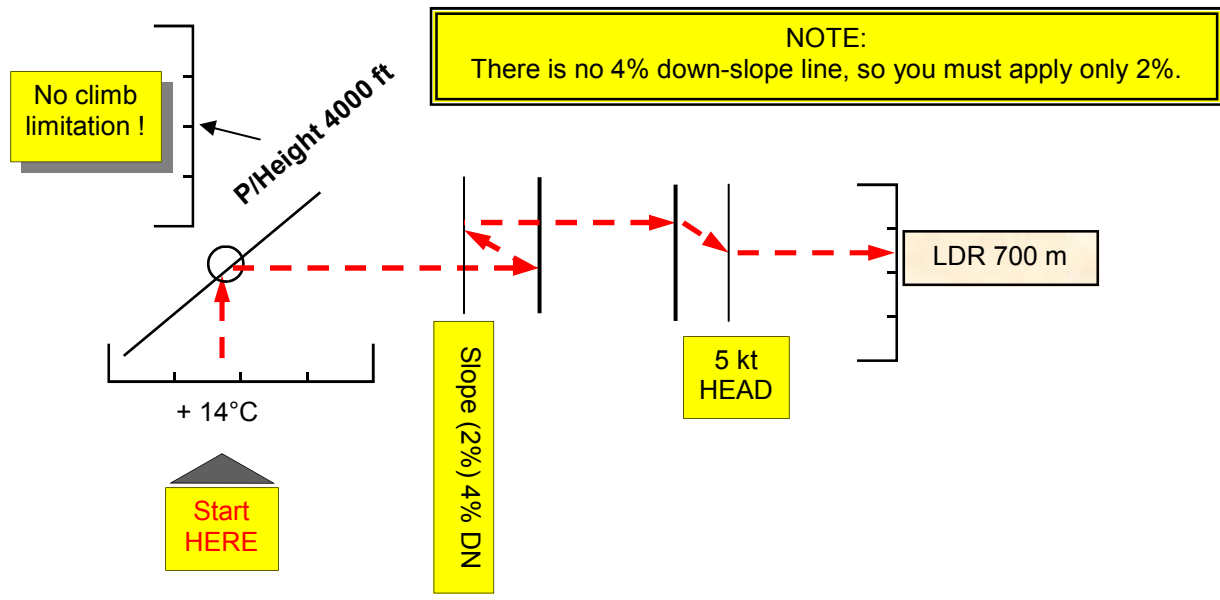 NOTE:
There is no 4% down-slope line, so you must apply only 2%.
No climb
limitation !
P/Height 4000 ft
LDR 700 m
Slope (2%) 4% DN
5 kt
HEAD
+ 14°C
Start
HERE